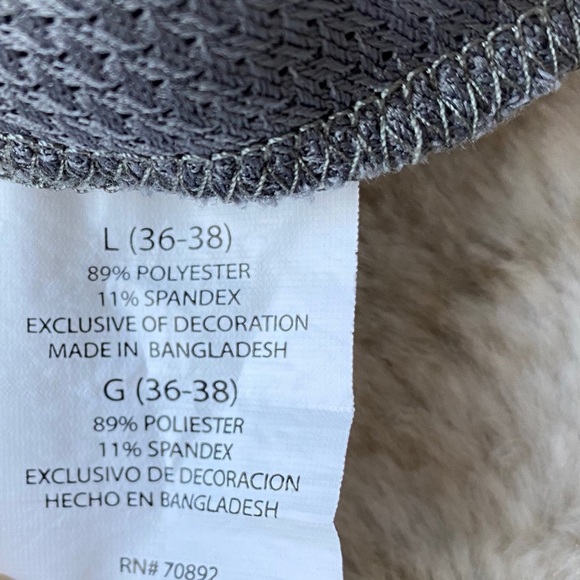 L (36-38)
89% POLYESTER
11% SPANDEX
EXCLUSIVE OF DECORATION
MADE IN BANGLADESH
G (36-38)
89% POLIESTER
11% SPANDEX
EXCLUSIVO DE DECORACION
HECHO EN BANGLADESH
RN# 70892